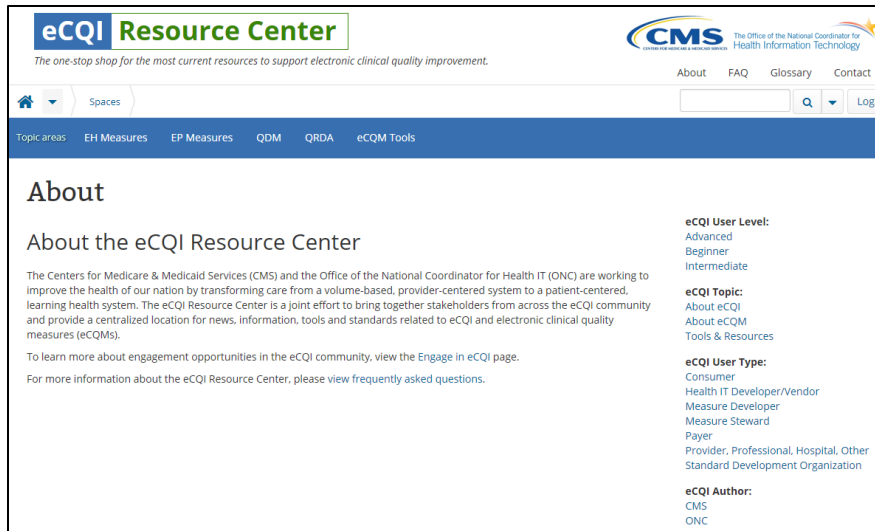 eCQI Resource Center
The one-stop shop for the most current resources to support electronic clinical quality improvement.
CMS
CENTERS FOR MEDICARE & MEDICAID SERVICES
The Office of the National Coordinator for
Health Information Technology
About FAQ Glossary Contact
Spaces
Log
Topic areas EH Measures EP Measures QDM QRDA eCQM Tools
About
About the eCQI Resource Center
The Centers for Medicare & Medicaid Services (CMS) and the Office of the National Coordinator for Health IT (ONC) are working to
improve the health of our nation by transforming care from a volume-based, provider-centered system to a patient-centered,
learning health system. The eCQI Resource Center is a joint effort to bring together stakeholders from across the eCQI community
and provide a centralized location for news, information, tools and standards related to eCQI and electronic clinical quality
measures (eCQMs).
To learn more about engagement opportunities in the eCQI community, view the Engage in eCQI page.
For more information about the eCQI Resource Center, please view frequently asked questions.
eCQI User Level:
Advanced
Beginner
Intermediate
eCQI Topic:
About eCQI
About eCQM
Tools & Resources
eCQI User Type:
Consumer
Health IT Developer/Vendor
Measure Developer
Measure Steward
Payer
Provider, Professional, Hospital, Other
Standard Development Organization
eCQI Author:
CMS
ONC